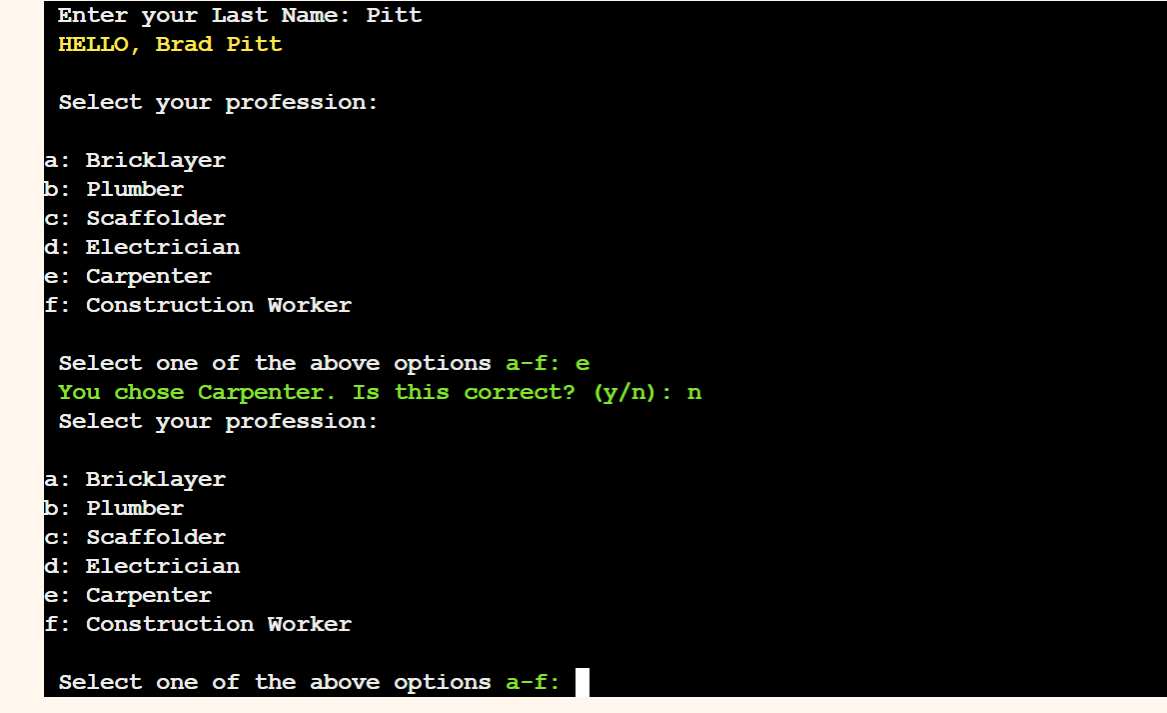 Enter your Last Name: Pitt
HELLO, Brad Pitt
Select your profession:
a: Bricklayer
b: Plumber
c: Scaffolder
d: Electrician
e: Carpenter
f: Construction Worker
Select one of the above options a-f: e
You chose Carpenter. Is this correct? (y/n): n
Select your profession:
a: Bricklayer
b: Plumber
c: Scaffolder
d: Electrician
e: Carpenter
f: Construction Worker
Select one of the above options a-f: